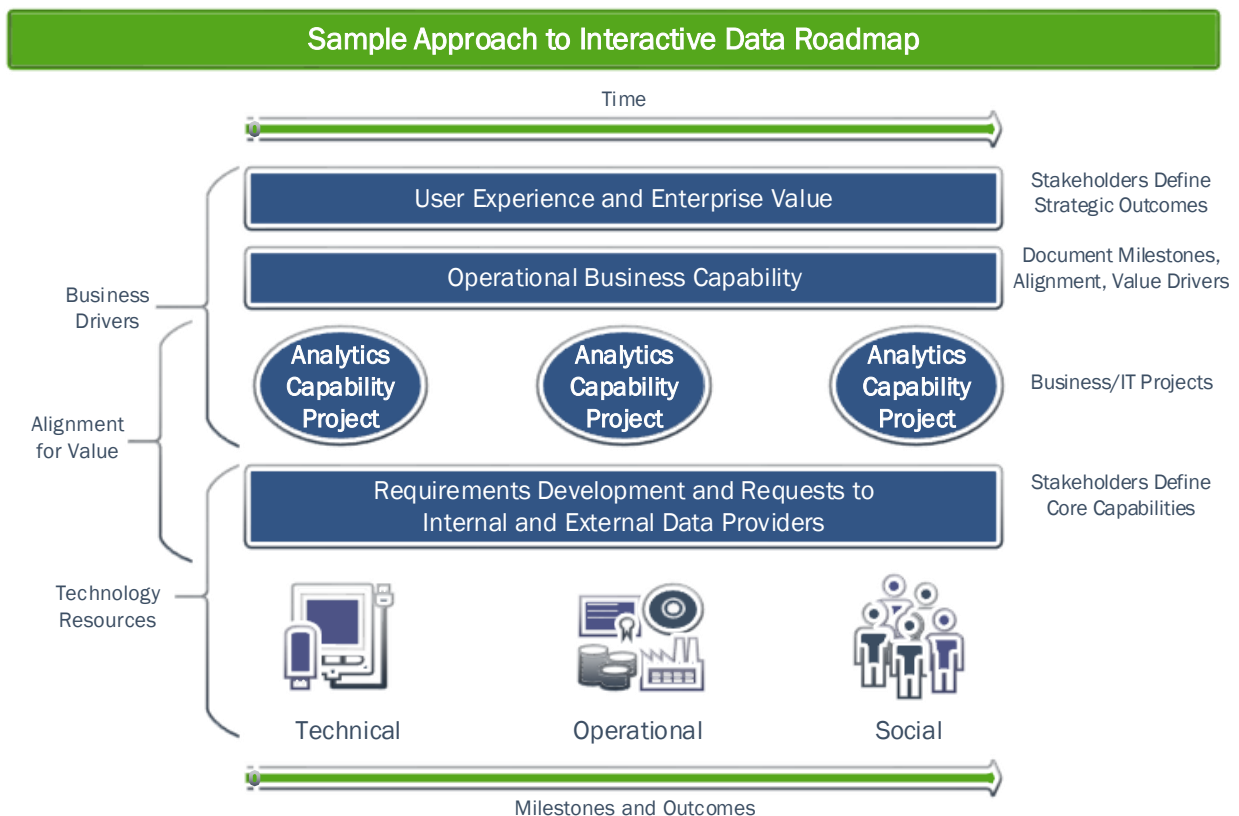 Sample Approach to Interactive Data Roadmap
Time
User Experience and Enterprise Value
Stakeholders Define
Strategic Outcomes
Operational Business Capability
Document Milestones,
Alignment, Value Drivers
Business
Drivers
Analytics
Capability
Project
Analytics
Capability
Project
Analytics
Capability
Project
Business/IT Projects
Alignment
for Value
Requirements Development and Requests to
Internal and External Data Providers
Stakeholders Define
Core Capabilities
Technology
Resources
Technical
Operational
Social
Milestones and Outcomes